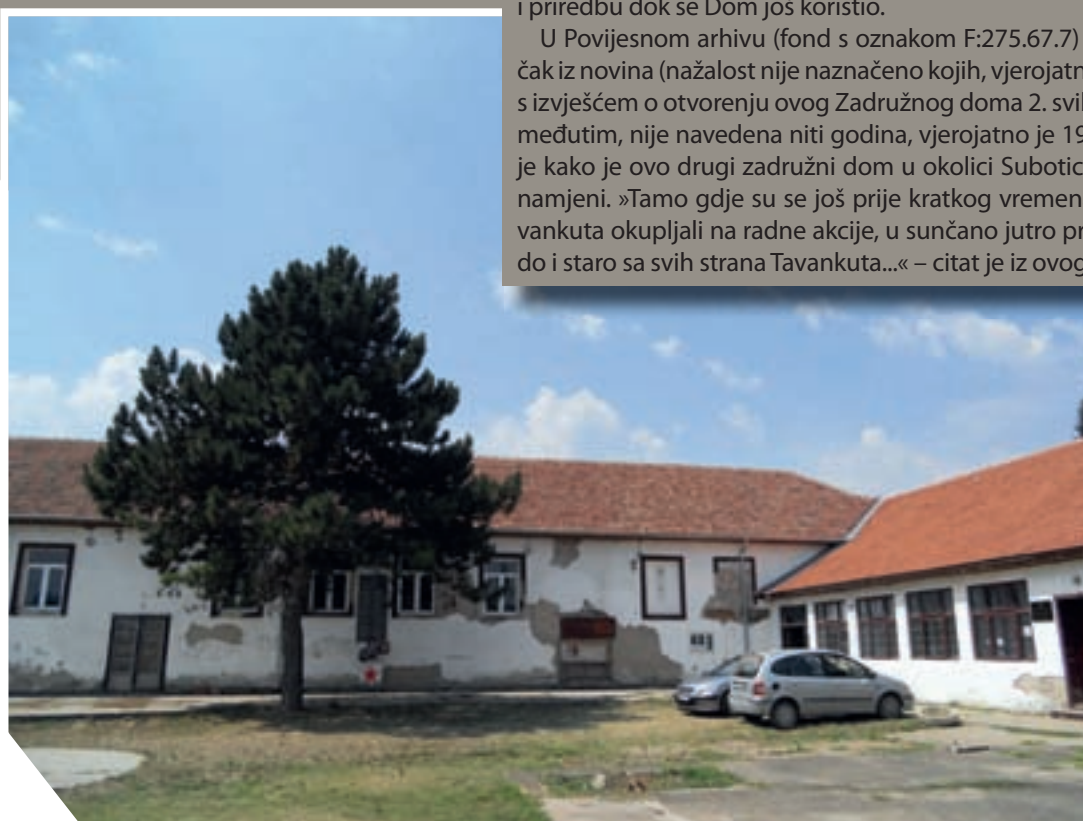 i priredbu dok se Dom još koristio.
U Povijesnom arhivu (fond s oznakom F:275.67.7)
čak iz novina (nažalost nije naznačeno kojih, vjerojatn
s izvješćem o otvorenju ovog Zadružnog doma 2. svi
međutim, nije navedena niti godina, vjerojatno je 19
je kako je ovo drugi zadružni dom u okolici Subotic
namjeni. »Tamo gdje su se još prije kratkog vremen
vankuta okupljali na radne akcije, u sunčano jutro pr
do i staro sa svih strana Tavankuta...« – citat je iz ovog